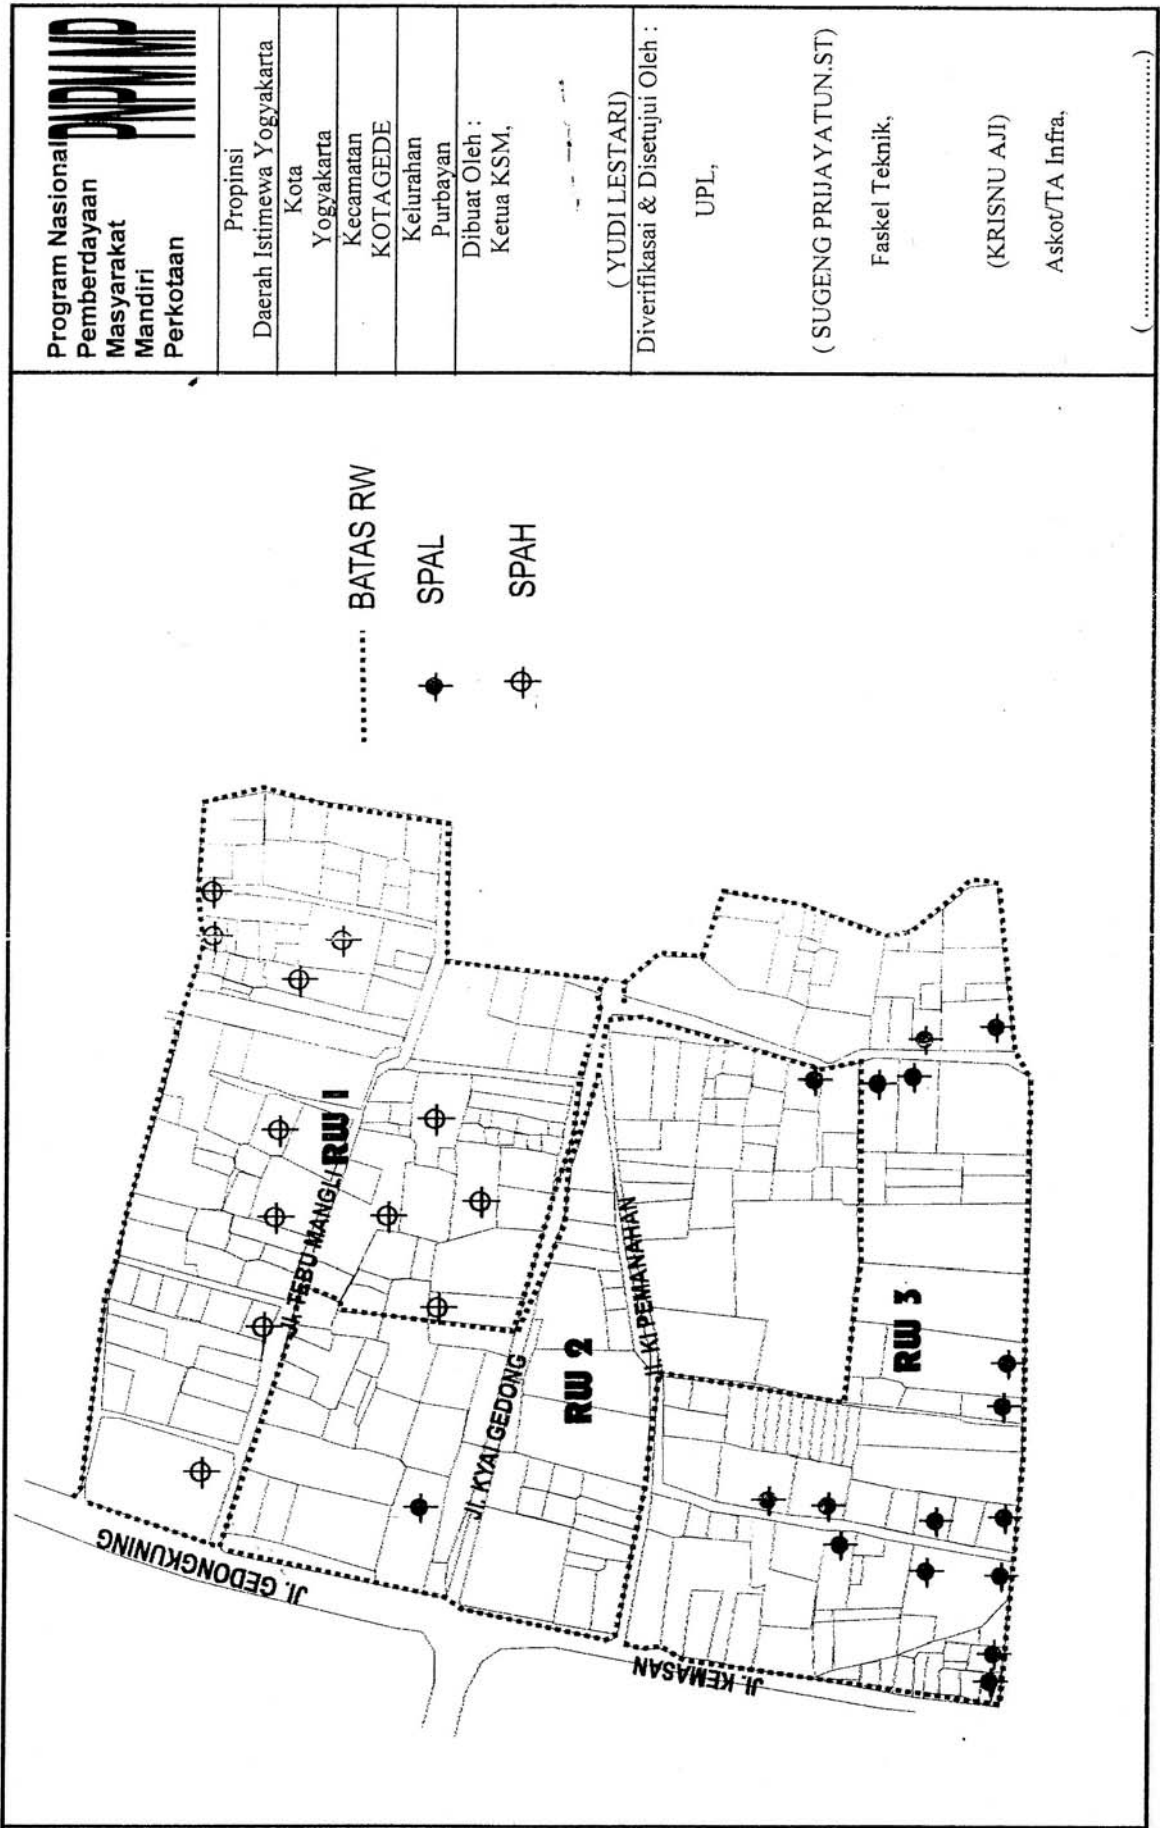 Program Nasional
Pemberdayaan
Masyarakat
Mandiri
Perkotaan
PNPM MP
Propinsi
Daerah Istimewa Yogyakarta
Kota
Yogyakarta
Kecamatan
KOTAGEDE
Kelurahan
Purbayan
Dibuat Oleh :
Ketua KSM,
( YUDI LESTARI)
Diverifikasai & Disetujui Oleh :
UPL,
( SUGENG PRIJAYATUN.ST)
Faskel Teknik,
(KRISNU AJI)
Askot/TA Infra,
( ................................)
BATAS RW
SPAL
SPAH
Jl. GEDONGKUNING
Jl. TEBU MANGLI
RW 1
Jl. KYAI GEDONG
RW 2
Jl. KI PEMANAHAN
Jl. KEMASAN
RW 3